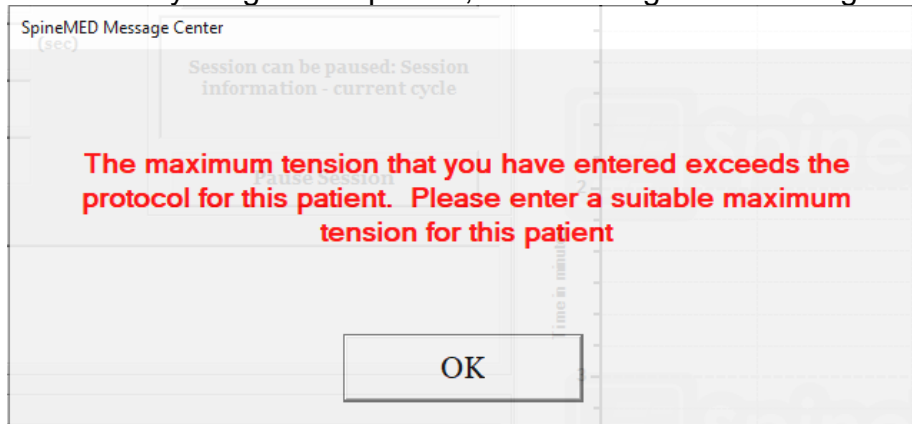 SpineMED Message Center
(sec)
Session can be paused: Session
information - current cycle
The maximum tension that you have entered exceeds the
Pause Session
protocol for this patient. Please enter a suitable maximum
tension for this patient
2
Time in minute
OK
3